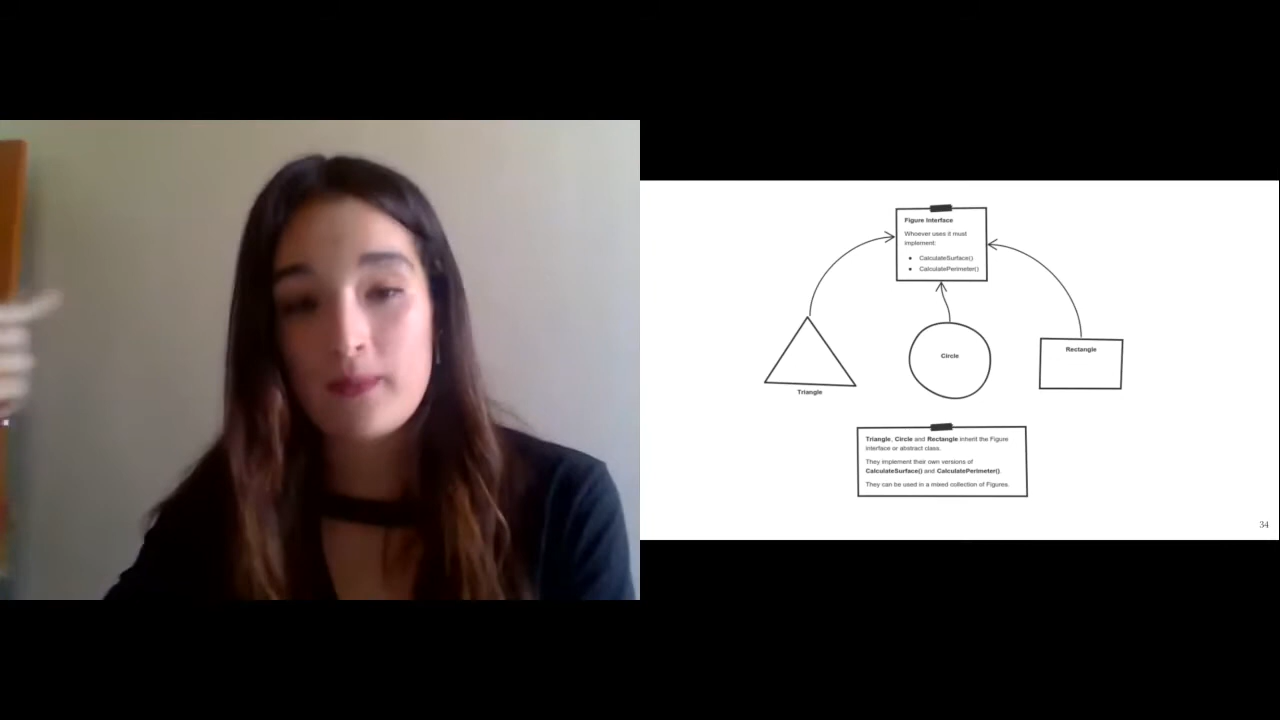 Figure Interface
Whoever uses it must
implement:
• CalculateSurface()
• CalculatePerimeter()
Triangle
Circle
Rectangle
Triangle, Circle and Rectangle inherit the Figure
interface or abstract class.
They implement their own versions of
CalculateSurface() and CalculatePerimeter().
They can be used in a mixed collection of Figures.
34